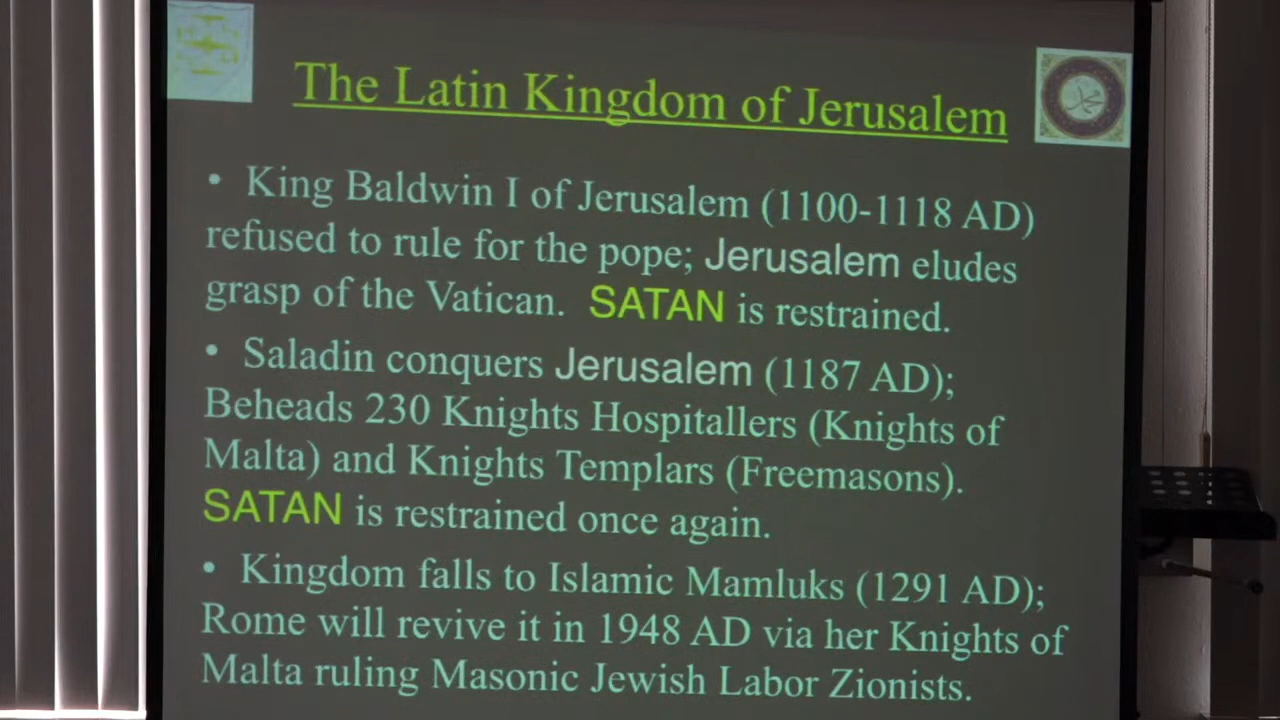 The Latin Kingdom of Jerusalem
• King Baldwin I of Jerusalem (1100-1118 AD)
refused to rule for the pope; Jerusalem eludes
grasp of the Vatican. SATAN is restrained.
• Saladin conquers Jerusalem (1187 AD);
Beheads 230 Knights Hospitallers (Knights of
Malta) and Knights Templars (Freemasons).
SATAN is restrained once again.
• Kingdom falls to Islamic Mamluks (1291 AD);
Rome will revive it in 1948 AD via her Knights of
Malta ruling Masonic Jewish Labor Zionists.